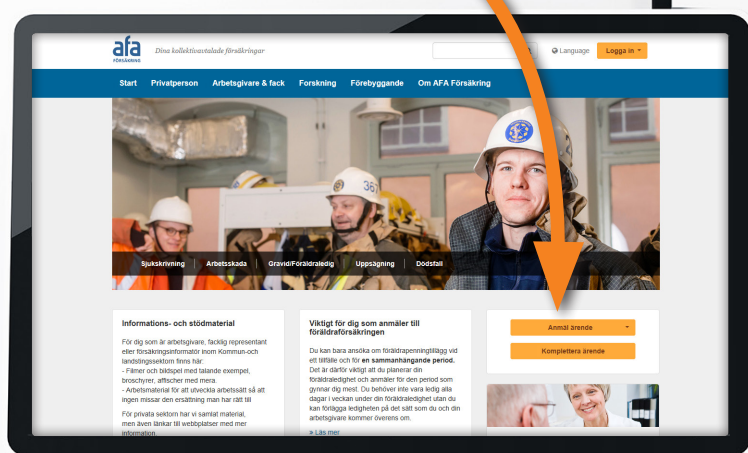 afa
FÖRSÄKRING
Dina kollektivavtalade försäkringar
Language
Logga in
Start Privatperson Arbetsgivare & fack Forskning Förebyggande Om AFA Försäkring
367
Sjukskrivning Arbetsskada Gravid/Föräldraledig Uppsägning Dödsfall
Informations- och stödmaterial
För dig som är arbetsgivare, facklig representant
eller försäkringsinformatör inom Kommun-och
landstingssektorn finns här:
- Filmer och bildspel med talande exempel,
broschyrer, affischer med mera.
- Arbetsmaterial för att utveckla arbetssätt så att
ingen missar den ersättning man har rätt till
För privata sektorn har vi samlat material,
men även länkar till webbplatser med mer
information.
Viktigt för dig som anmäler till
föräldraförsäkringen
Du kan bara ansöka om föräldrapenningtillägg vid
ett tillfälle och för en sammanhängande period.
Det är därför viktigt att du planerar din
föräldraledighet och anmäler för den period som
gynnar dig mest. Du behöver inte vara ledig alla
dagar i veckan under din föräldraledighet utan du
kan förlägga ledigheten på det sätt som du och din
arbetsgivare kommer överens om.
» Läs mer
Anmäl ärende
Komplettera ärende